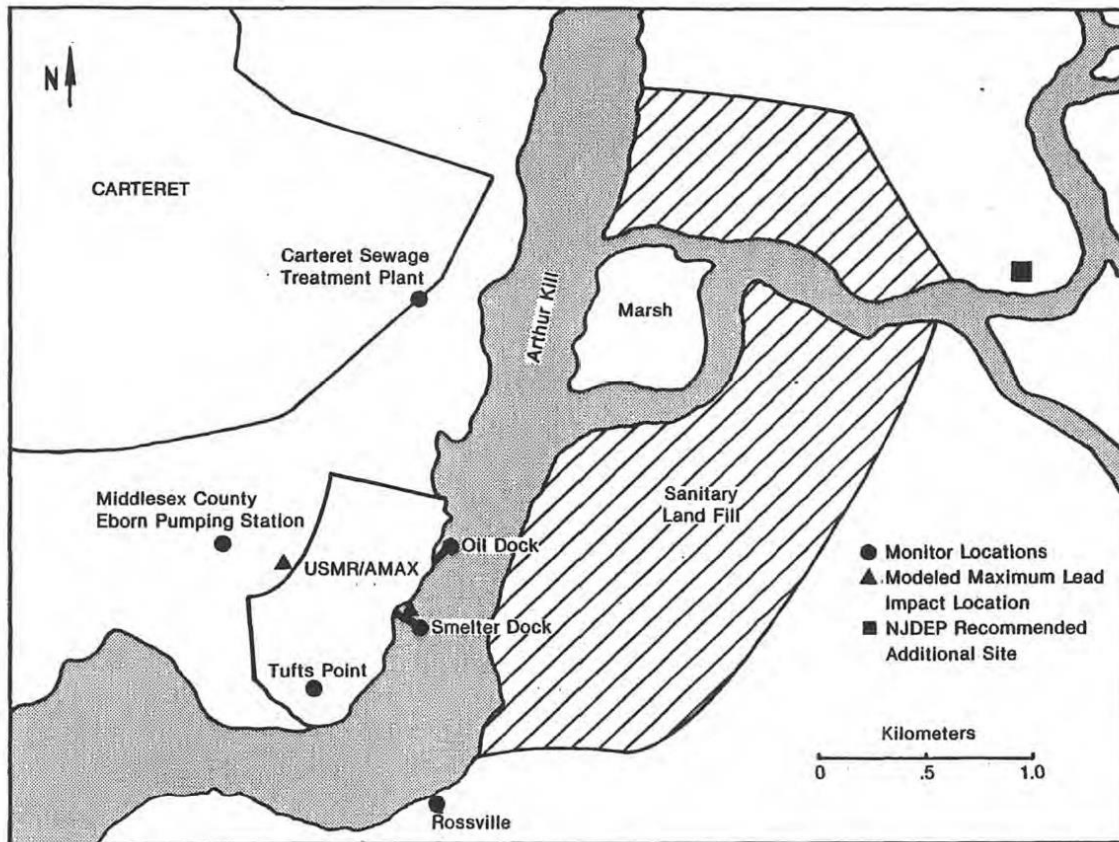 N
CARTERET
Carteret Sewage
Treatment Plant
Arthur Kill
Marsh
Middlesex County
Eborn Pumping Station
USMR/AMAX
Oil Dock
Smelter Dock
Tufts Point
Rossville
Sanitary
Land Fill
Monitor Locations
Modeled Maximum Lead
Impact Location
NJDEP Recommended
Additional Site
Kilometers
0 .5 1.0